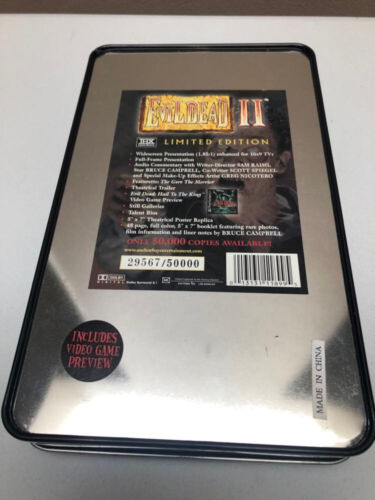 EVIL DEAD II
THX
LIMITED EDITION
• Widescreen Presentation (1.85:1) enhanced for 16x9 TVs
• Full-Frame Presentation
• Audio Commentary with Writer-Director SAM RAIMI,
Star BRUCE CAMPBELL, Co-Writer SCOTT SPIEGEL
and Special Make-Up Effects Artist GREG NICOTERO
• Featurette: The Gore The Merrier
• Theatrical Trailer
• Evil Dead: Hail To The King
Video Game Preview
• Still Galleries
• Talent Bios
• 5" x 7" Theatrical Poster Replica
• 48 page, full color, 5" x 7" booklet featuring rare photos,
film information and liner notes by BRUCE CAMPBELL
ONLY 50,000 COPIES AVAILABLE!
www.anchorbayentertainment.com
29567/50000
DOLBY
DIGITAL
INCLUDES
VIDEO GAME
PREVIEW
MADE IN CHINA